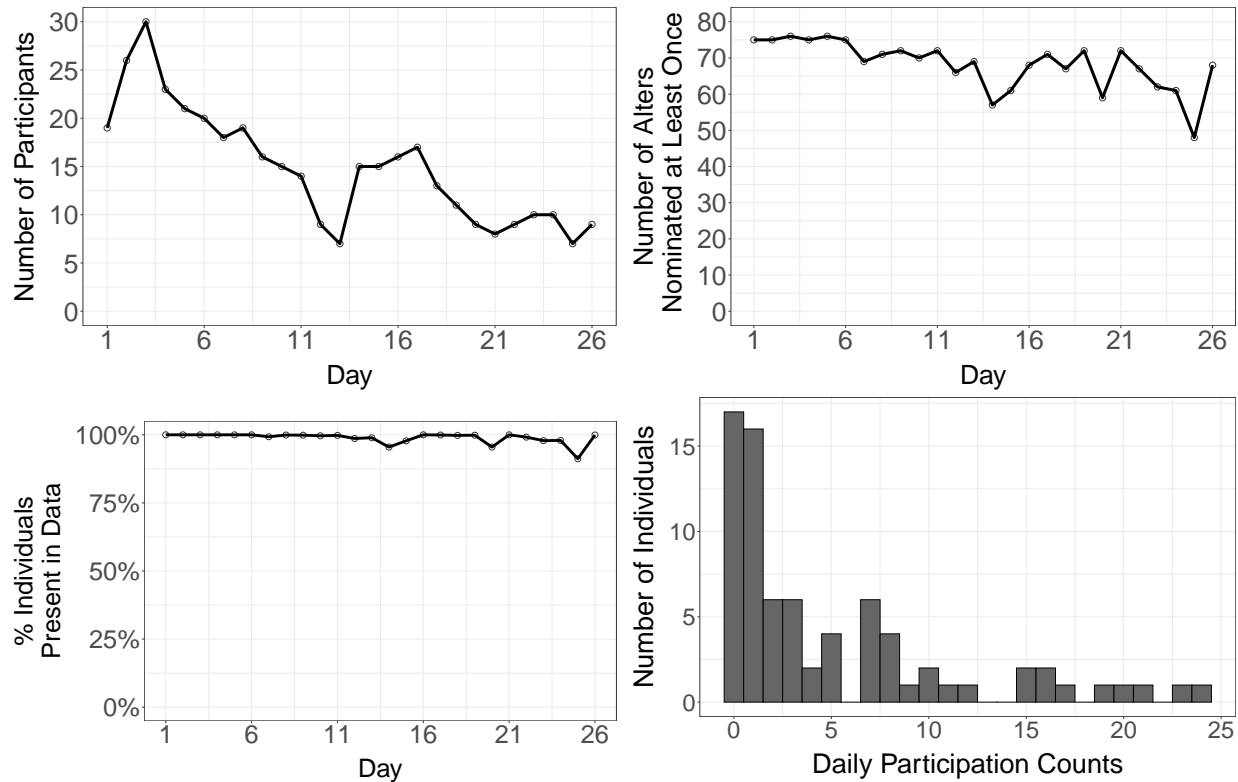 Number of Participants
30
25
20
15
10
5
0
1 6 11 16 21 26
Day
Number of Alters
Nominated at Least Once
80
70
60
50
40
30
20
10
0
1 6 11 16 21 26
Day
% Individuals
Present in Data
100%
75%
50%
25%
0%
1 6 11 16 21 26
Day
Number of Individuals
15
10
5
0
0 5 10 15 20 25
Daily Participation Counts